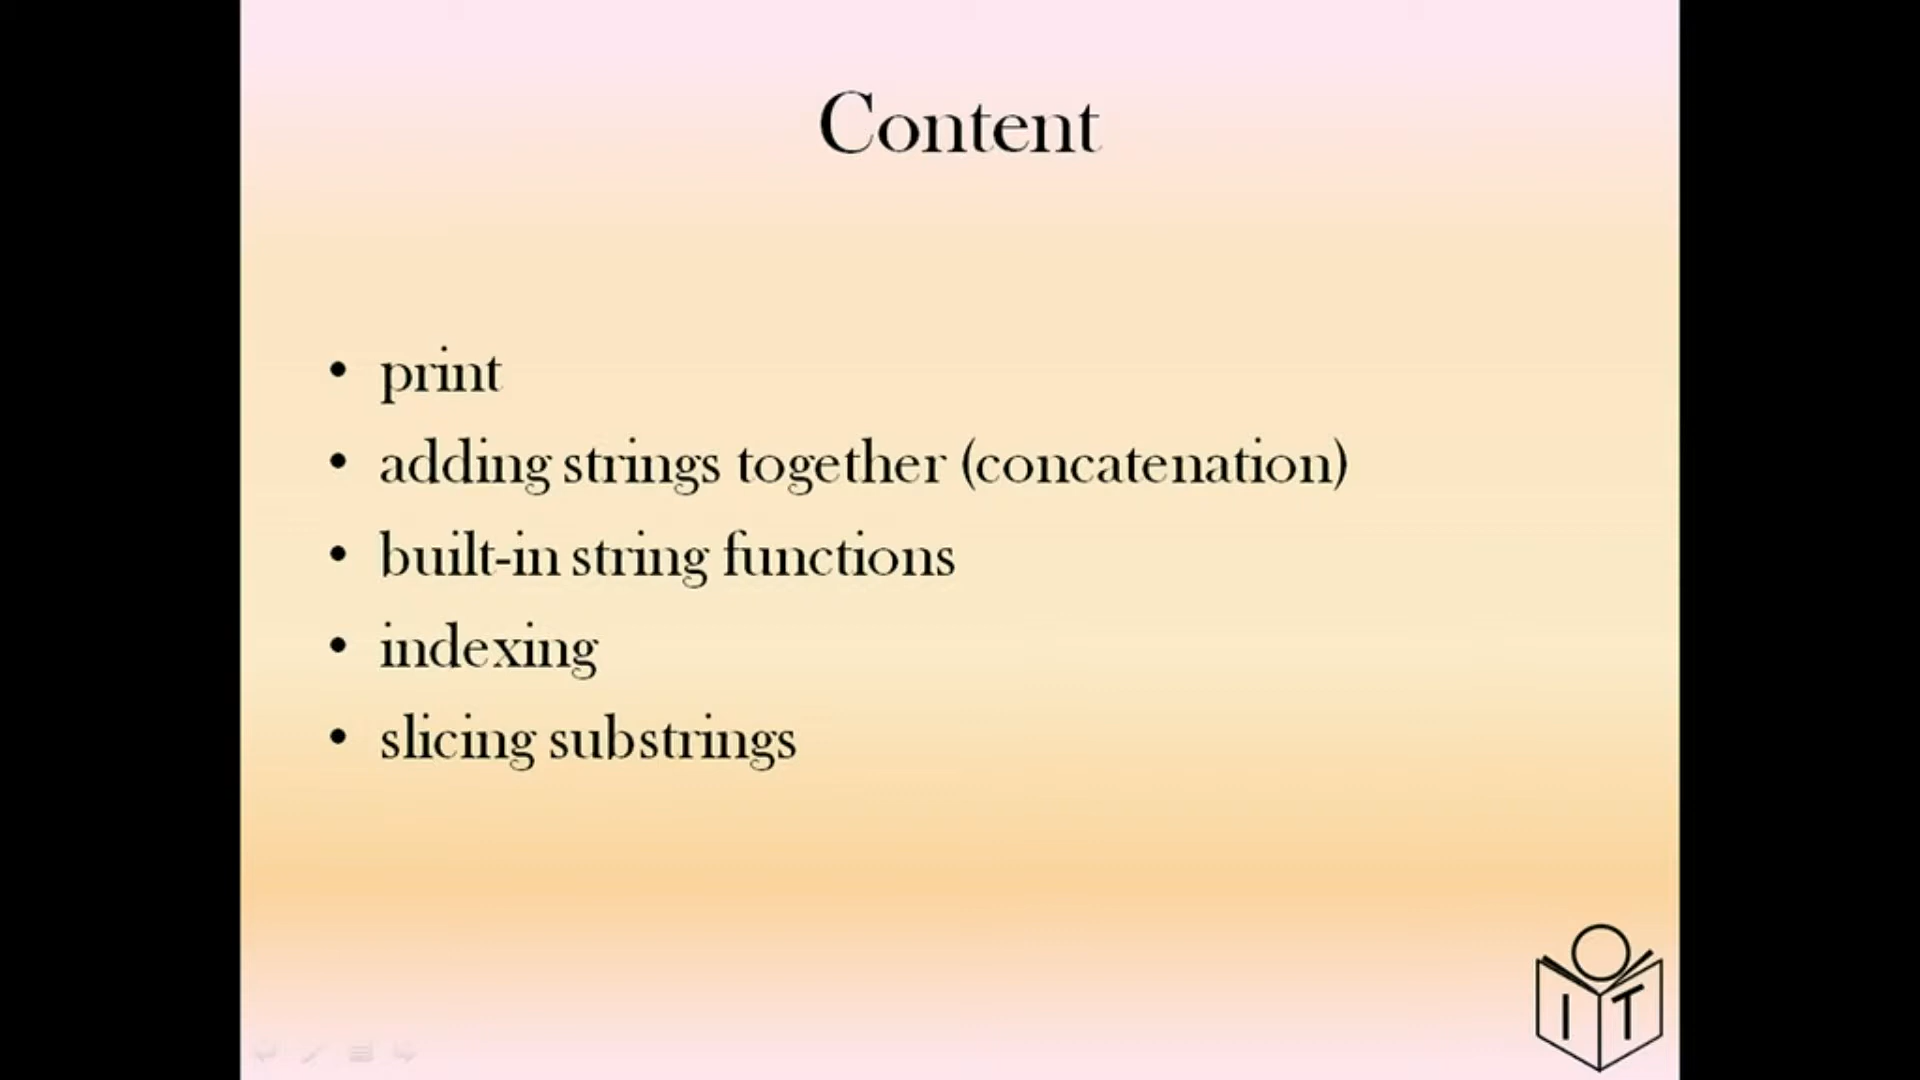 Content
• print
• adding strings together (concatenation)
• built-in string functions
• indexing
• slicing substrings
I T